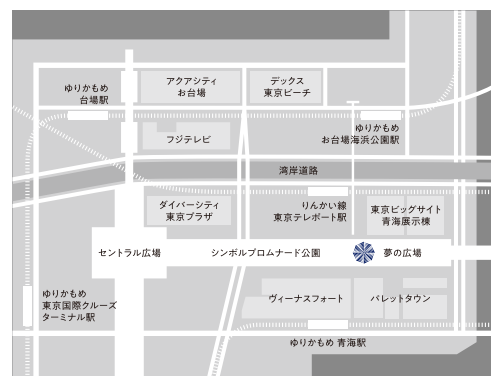 アクアシティ
お台場
デックス
東京ビーチ
ゆりかもめ
台場駅
ゆりかもめ
お台場海浜公園駅
フジテレビ
湾岸道路
ダイバーシティ
東京プラザ
りんかい線
東京テレポート駅
東京ビッグサイト
青海展示棟
セントラル広場
シンボルプロムナード公園
夢の広場
ゆりかもめ
東京国際クルーズ
ターミナル駅
ヴィーナスフォート
パレットタウン
ゆりかもめ 青海駅